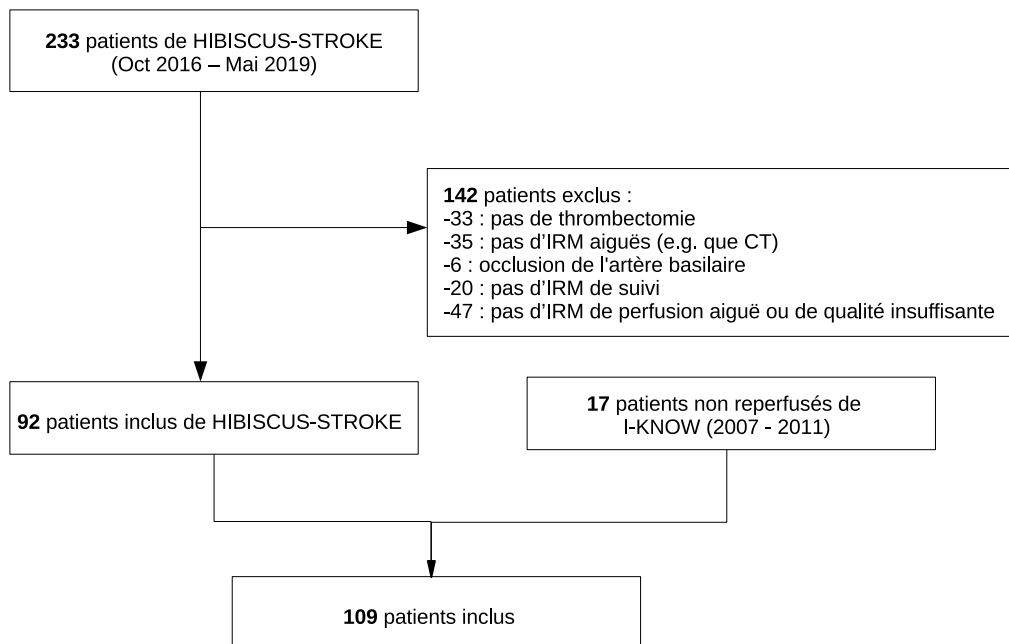 233 patients de HIBISCUS-STROKE
(Oct 2016 – Mai 2019)
142 patients exclus :
-33 : pas de thrombectomie
-35 : pas d'IRM aiguës (e.g. que CT)
-6 : occlusion de l'artère basilaire
-20 : pas d'IRM de suivi
-47 : pas d'IRM de perfusion aiguë ou de qualité insuffisante
92 patients inclus de HIBISCUS-STROKE
17 patients non reperfusés de
I-KNOW (2007 - 2011)
109 patients inclus